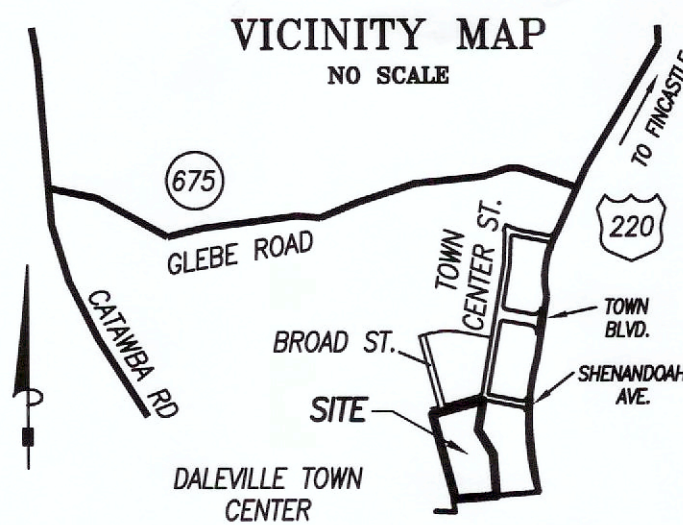 VICINITY MAP
NO SCALE
TO FINCASTLE
675
220
GLEBE ROAD
TOWN
CENTER ST.
CATAWBA RD
TOWN
BLVD.
BROAD ST.
SHENANDOAH
AVE.
SITE
DALEVILLE TOWN
CENTER